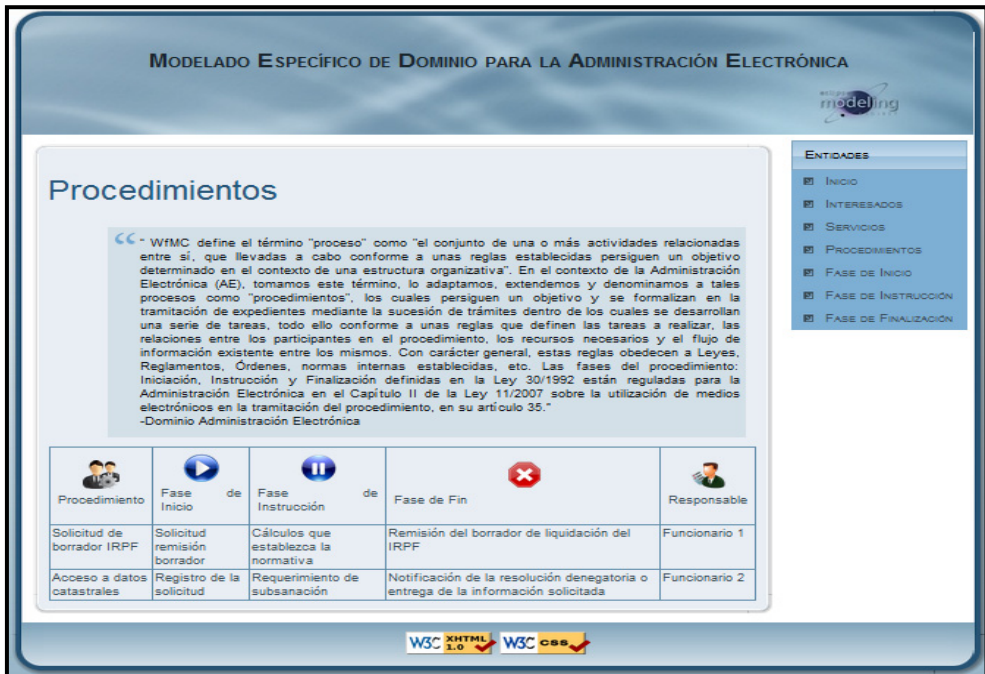 MODELADO ESPECÍFICO DE DOMINIO PARA LA ADMINISTRACIÓN ELECTRÓNICA
eclipse
modeling
Procedimientos
" WfMC define el término "proceso" como "el conjunto de una o más actividades relacionadas
entre sí, que llevadas a cabo conforme a unas reglas establecidas persiguen un objetivo
determinado en el contexto de una estructura organizativa". En el contexto de la Administración
Electrónica (AE), tomamos este término, lo adaptamos, extendemos y denominamos a tales
procesos como "procedimientos", los cuales persiguen un objetivo y se formalizan en la
tramitación de expedientes mediante la sucesión de trámites dentro de los cuales se desarrollan
una serie de tareas, todo ello conforme a unas reglas que definen las tareas a realizar, las
relaciones entre los participantes en el procedimiento, los recursos necesarios y el flujo de
información existente entre los mismos. Con carácter general, estas reglas obedecen a Leyes,
Reglamentos, Órdenes, normas internas establecidas, etc. Las fases del procedimiento:
Iniciación, Instrucción y Finalización definidas en la Ley 30/1992 están reguladas para la
Administración Electrónica en el Capítulo II de la Ley 11/2007 sobre la utilización de medios
electrónicos en la tramitación del procedimiento, en su artículo 35."
-Dominio Administración Electrónica
Procedimiento
Fase de
Inicio
Fase de
Instrucción
Fase de Fin
Responsable
Solicitud de
borrador IRPF
Solicitud
remisión
borrador
Cálculos que
establezca la
normativa
Remisión del borrador de liquidación del
IRPF
Funcionario 1
Acceso a datos
catastrales
Registro de la
solicitud
Requerimiento de
subsanación
Notificación de la resolución denegatoria o
entrega de la información solicitada
Funcionario 2
ENTIDADES
INICIO
INTERESADOS
SERVICIOS
PROCEDIMIENTOS
FASE DE INICIO
FASE DE INSTRUCCIÓN
FASE DE FINALIZACIÓN
W3C XHTML 1.0
W3C css